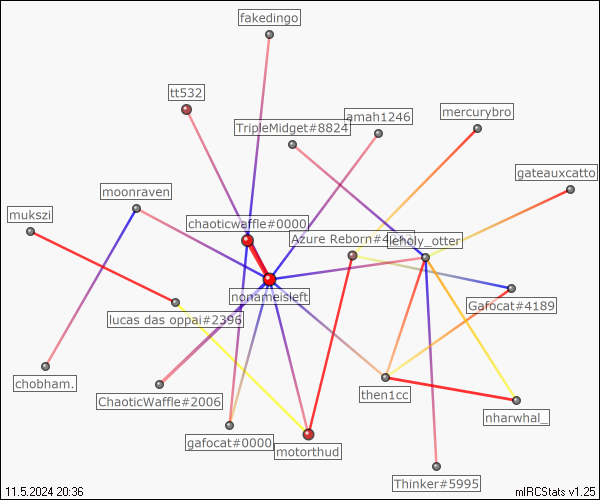 fakedingo
tt532
TripleMidget#8824
amah1246
mercurybro
gateauxcatto
moonraven
mukszi
chaoticwaffle#0000
Azure Reborn#4
leholy_otter
nonameisleft
Gafocat#4189
lucas das oppai#2396
chobham.
ChaoticWaffle#2006
then1cc
nharwhal_
gafocat#0000
motorthud
Thinker#5995
11.5.2024 20:36
mIRCStats v1.25